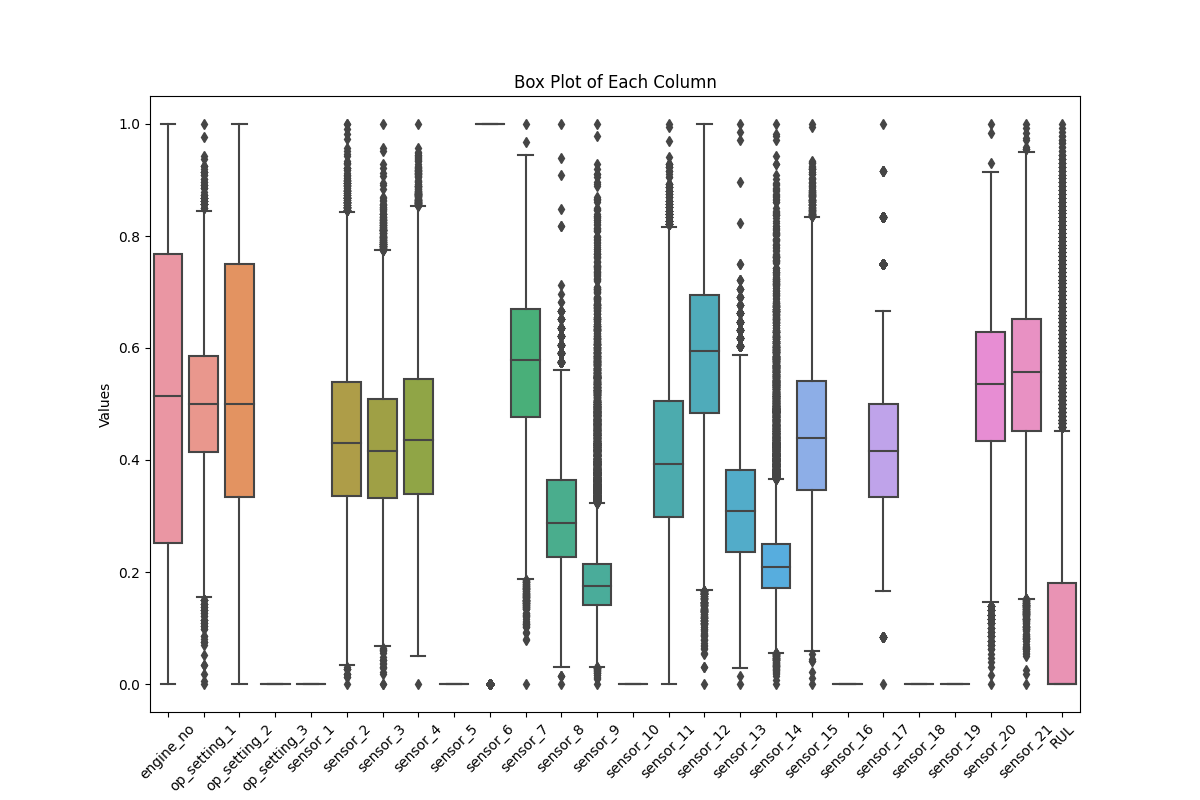 Box Plot of Each Column
Values
1.0
0.8
0.6
0.4
0.2
0.0
engine_no
op_setting_1
op_setting_2
op_setting_3
sensor_1
sensor_2
sensor_3
sensor_4
sensor_5
sensor_6
sensor_7
sensor_8
sensor_9
sensor_10
sensor_11
sensor_12
sensor_13
sensor_14
sensor_15
sensor_16
sensor_17
sensor_18
sensor_19
sensor_20
sensor_21
RUL